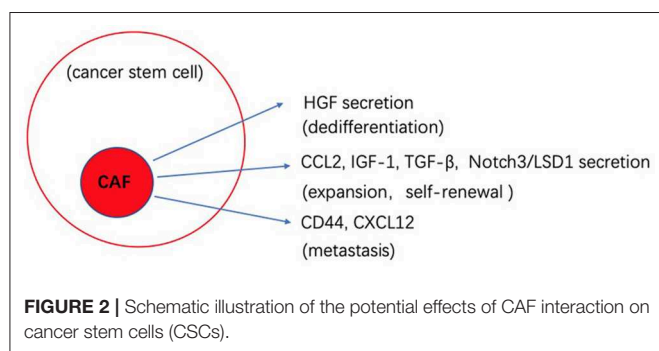 (cancer stem cell)
CAF
HGF secretion
(dedifferentiation)
CCL2, IGF-1, TGF-β, Notch3/LSD1 secretion
(expansion, self-renewal )
CD44, CXCL12
(metastasis)
FIGURE 2 | Schematic illustration of the potential effects of CAF interaction on
cancer stem cells (CSCs).